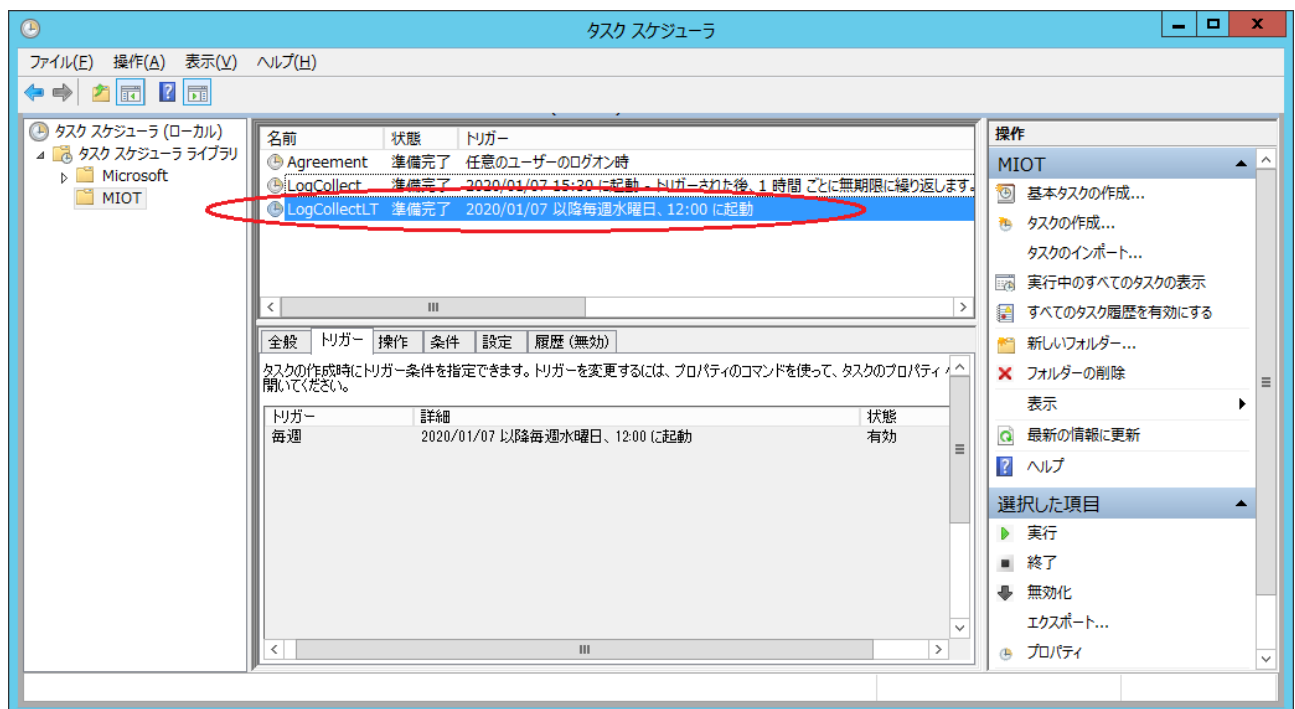 タスク スケジューラ
ファイル(F) 操作(A) 表示(V) ヘルプ(H)
タスク スケジューラ (ローカル)
タスク スケジューラ ライブラリ
Microsoft
MIOT
名前 状態 トリガー
Agreement 準備完了 任意のユーザーのログオン時
LogCollect 準備完了 2020/01/07 15:30 に起動 - トリガーされた後、1 時間 ごとに無期限に繰り返します。
LogCollectLT 準備完了 2020/01/07 以降毎週水曜日、12:00 に起動
全般 トリガー 操作 条件 設定 履歴 (無効)
タスクの作成時にトリガー条件を指定できます。トリガーを変更するには、プロパティのコマンドを使って、タスクのプロパティ
開いてください。
トリガー 詳細 状態
毎週 2020/01/07 以降毎週水曜日、12:00 に起動 有効
操作
MIOT
基本タスクの作成...
タスクの作成...
タスクのインポート...
実行中のすべてのタスクの表示
すべてのタスク履歴を有効にする
新しいフォルダー...
フォルダーの削除
表示
最新の情報に更新
ヘルプ
選択した項目
実行
終了
無効化
エクスポート...
プロパティ